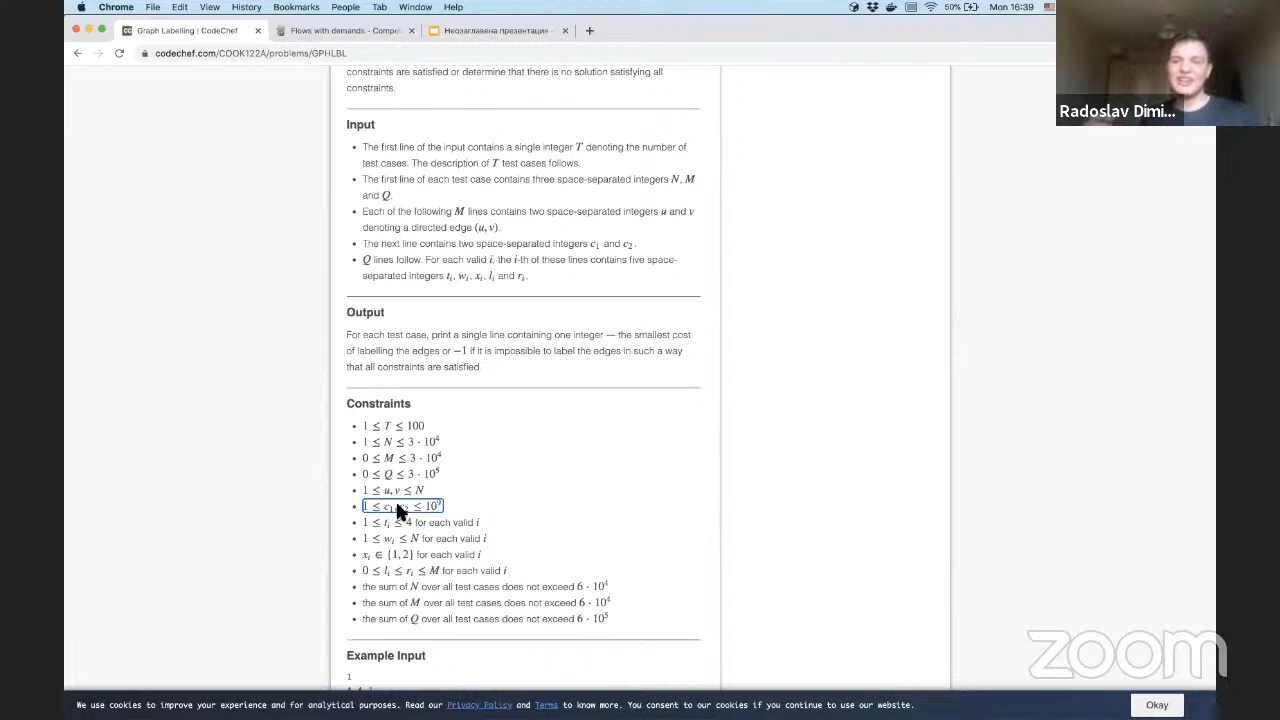 Chrome File Edit View History Bookmarks People Tab Window Help 50% Mon 16:39
Graph Labelling | CodeChef Flows with demands - Compet Неозаглавена презентация -
codechef.com/COOK122A/problems/GPHLBL
Radoslav Dimi...
constraints are satisfied or determine that there is no solution satisfying all
constraints.
Input
• The first line of the input contains a single integer T denoting the number of
test cases. The description of T test cases follows.
• The first line of each test case contains three space-separated integers N, M
and Q.
• Each of the following M lines contains two space-separated integers u and v
denoting a directed edge (u, v).
• The next line contains two space-separated integers c₁ and c₂.
• Q lines follow. For each valid i, the i-th of these lines contains five space-
separated integers tᵢ, wᵢ, xᵢ, lᵢ and rᵢ.
Output
For each test case, print a single line containing one integer — the smallest cost
of labelling the edges or −1 if it is impossible to label the edges in such a way
that all constraints are satisfied.
Constraints
• 1 ≤ T ≤ 100
• 1 ≤ N ≤ 3 · 10⁴
• 0 ≤ M ≤ 3 · 10⁴
• 0 ≤ Q ≤ 3 · 10⁵
• 1 ≤ u, v ≤ N
• 1 ≤ c₁, c₂ ≤ 10⁹
• 1 ≤ tᵢ ≤ 4 for each valid i
• 1 ≤ wᵢ ≤ N for each valid i
• xᵢ ∈ {1, 2} for each valid i
• 0 ≤ lᵢ ≤ rᵢ ≤ M for each valid i
• the sum of N over all test cases does not exceed 6 · 10⁴
• the sum of M over all test cases does not exceed 6 · 10⁴
• the sum of Q over all test cases does not exceed 6 · 10⁵
Example Input
1
zoom
We use cookies to improve your experience and for analytical purposes. Read our Privacy Policy and Terms to know more. You consent to our cookies if you continue to use our website. Okay